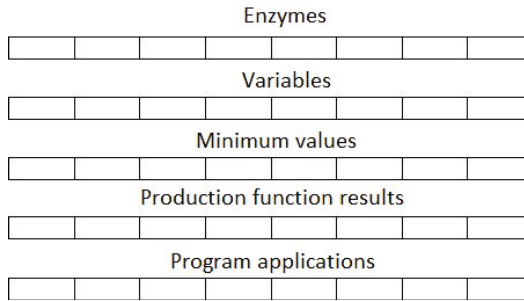 Enzymes
Variables
Minimum values
Production function results
Program applications